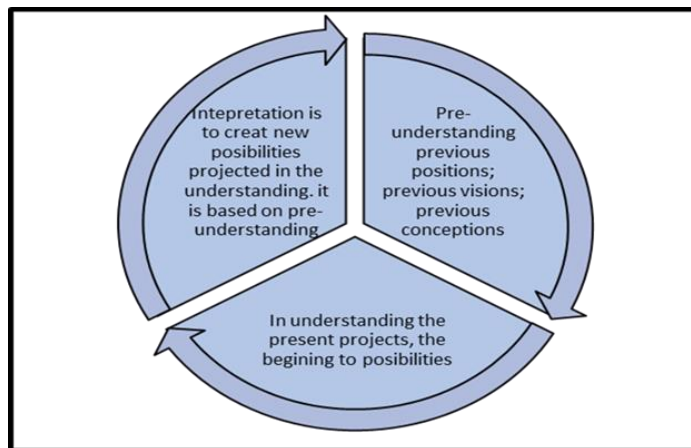 Intepretation is
to creat new
posibilities
projected in the
understanding. it
is based on pre-
understanding
Pre-
understanding
previous
positions;
previous visions;
previous
conceptions
In understanding the
present projects, the
begining to posibilities